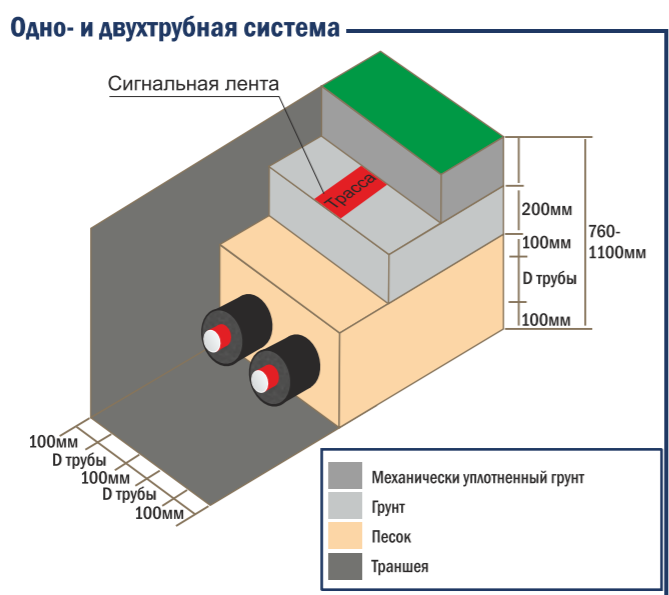 Одно- и двухтрубная система
Сигнальная лента
Трасса
200мм
100мм
D трубы
100мм
760-
1100мм
100мм
D трубы
100мм
D трубы
100мм
Механически уплотненный грунт
Грунт
Песок
Траншея